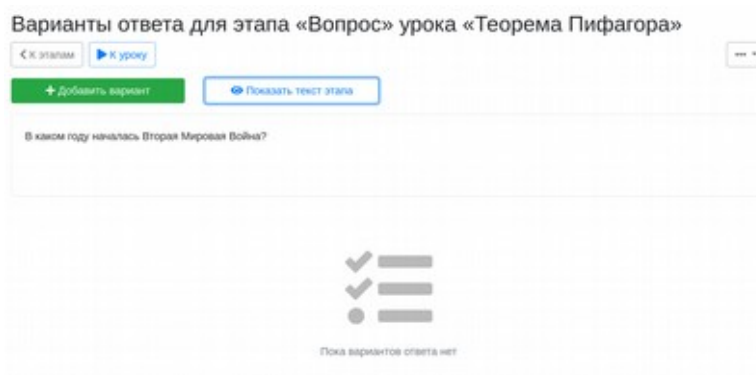 Варианты ответа для этапа «Вопрос» урока «Теорема Пифагора»
К этапам К уроку
Добавить вариант Показать текст этапа
В каком году началась Вторая Мировая Война?
Пока вариантов ответа нет